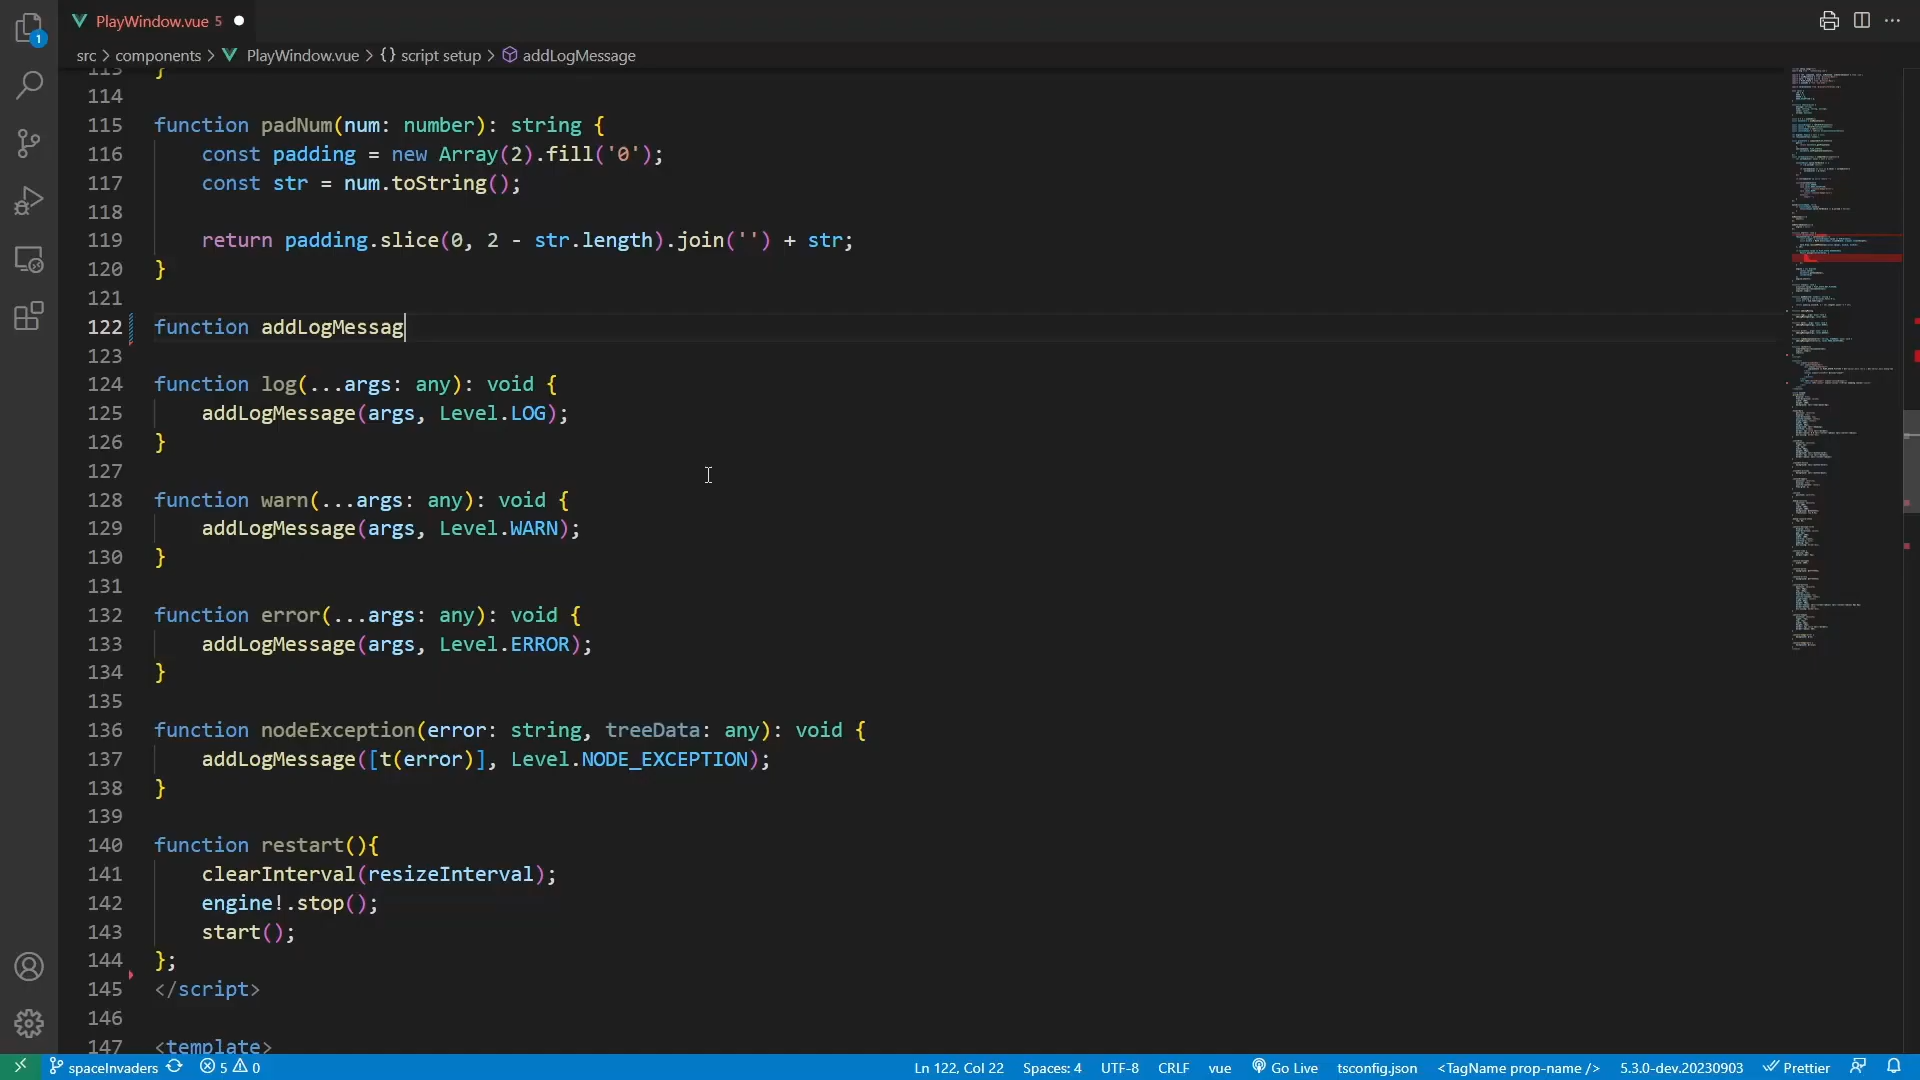 1
PlayWindow.vue 5
src > components > PlayWindow.vue > {} script setup > addLogMessage
113 }
114
115 function padNum(num: number): string {
116 const padding = new Array(2).fill('0');
117 const str = num.toString();
118
119 return padding.slice(0, 2 - str.length).join('') + str;
120 }
121
122 function addLogMessag
123
124 function log(...args: any): void {
125 addLogMessage(args, Level.LOG);
126 }
127
128 function warn(...args: any): void {
129 addLogMessage(args, Level.WARN);
130 }
131
132 function error(...args: any): void {
133 addLogMessage(args, Level.ERROR);
134 }
135
136 function nodeException(error: string, treeData: any): void {
137 addLogMessage([t(error)], Level.NODE_EXCEPTION);
138 }
139
140 function restart(){
141 clearInterval(resizeInterval);
142 engine!.stop();
143 start();
144 };
145 </script>
146
147 <template>
spaceInvaders 5 0 Ln 122, Col 22 Spaces: 4 UTF-8 CRLF vue Go Live tsconfig.json <TagName prop-name /> 5.3.0-dev.20230903 Prettier